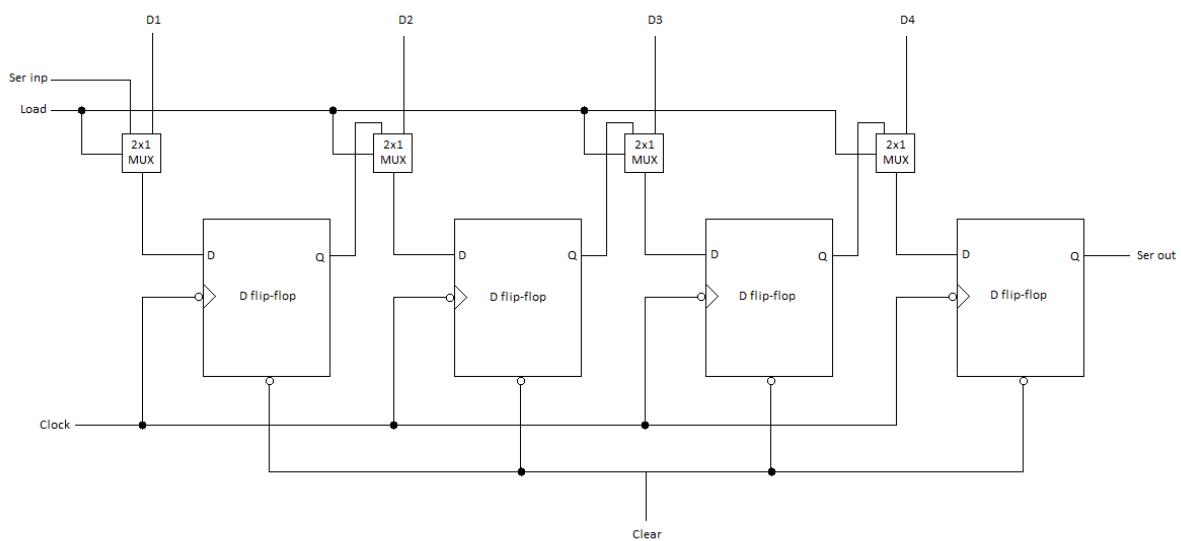 D1
D2
D3
D4
Ser inp
Load
2x1
MUX
2x1
MUX
2x1
MUX
2x1
MUX
D
Q
D flip-flop
D
Q
D flip-flop
D
Q
D flip-flop
D
Q
D flip-flop
Ser out
Clock
Clear